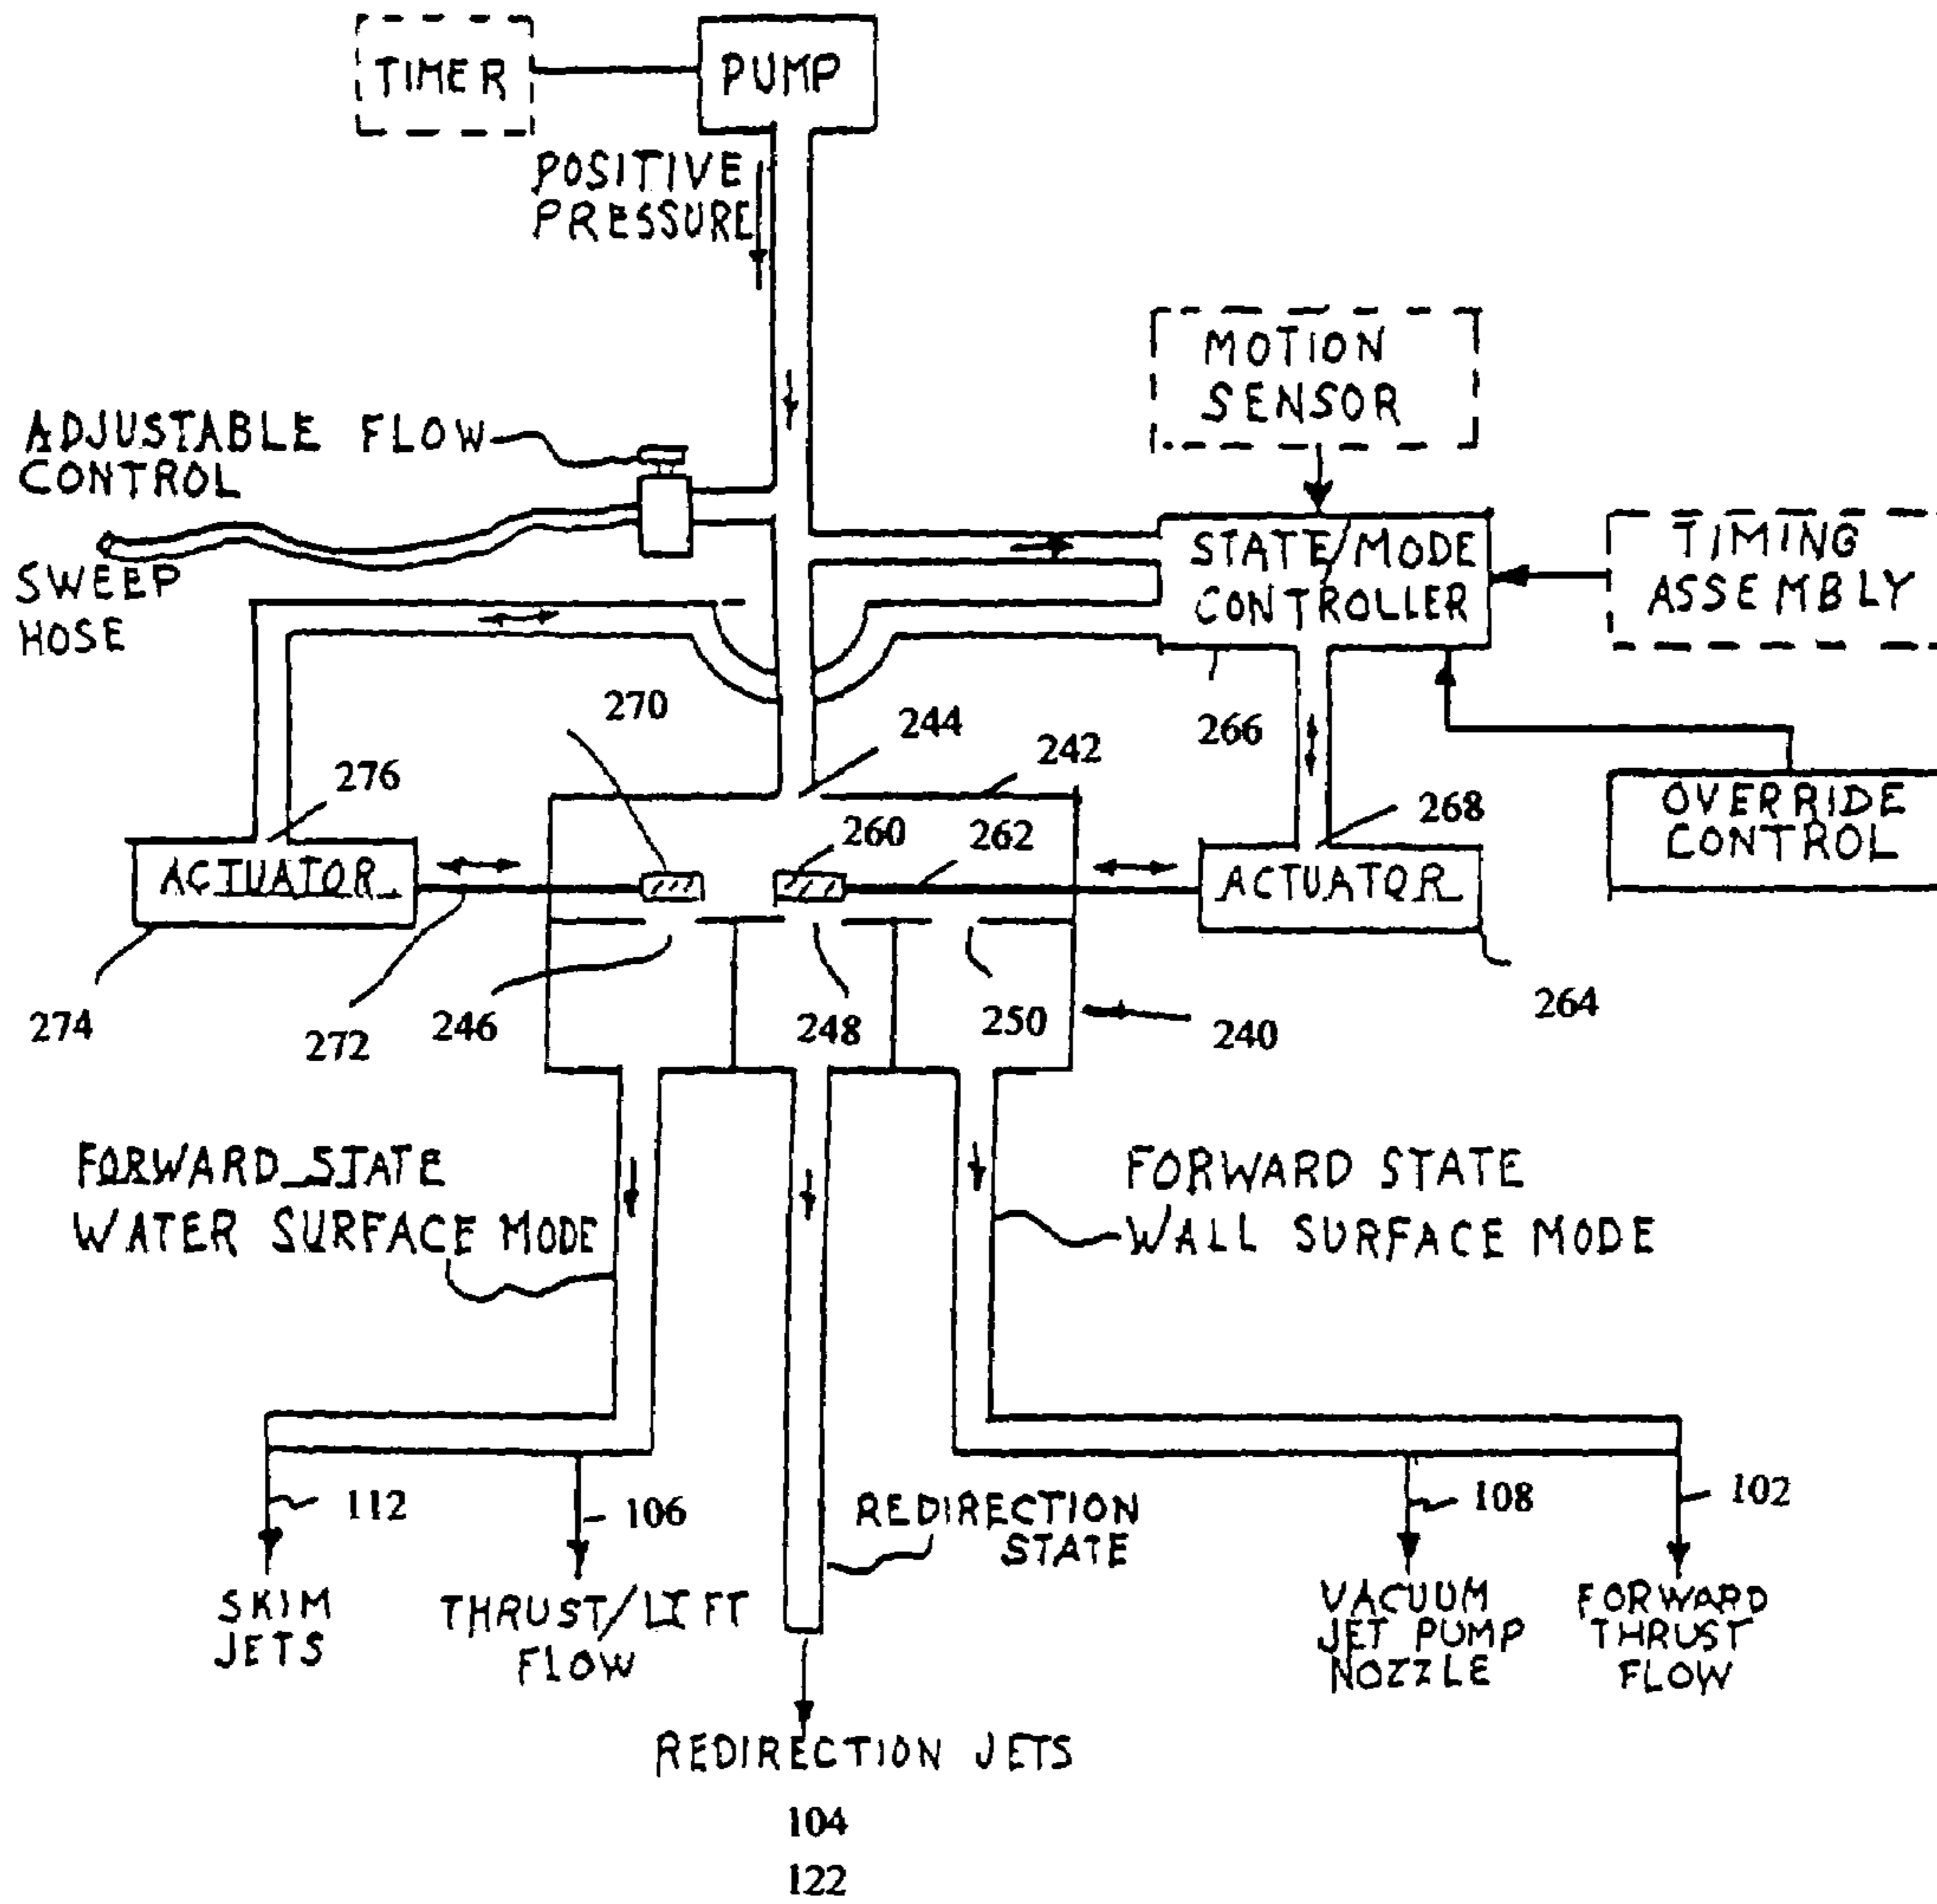 TIMER
PUMP
POSITIVE
PRESSURE
MOTION
SENSOR
ADJUSTABLE FLOW
CONTROL
STATE/MODE
CONTROLLER
TIMING
ASSEMBLY
SWEEP
HOSE
270
244
242
266
276
260
262
268
OVERRIDE
CONTROL
ACTUATOR
ACTUATOR
274
272
246
248
250
240
264
FORWARD STATE
WATER SURFACE MODE
FORWARD STATE
WALL SURFACE MODE
112
106
REDIRECTION
STATE
108
102
SKIM
JETS
THRUST/LIFT
FLOW
VACUUM
JET PUMP
NOZZLE
FORWARD
THRUST
FLOW
REDIRECTION JETS
104
122